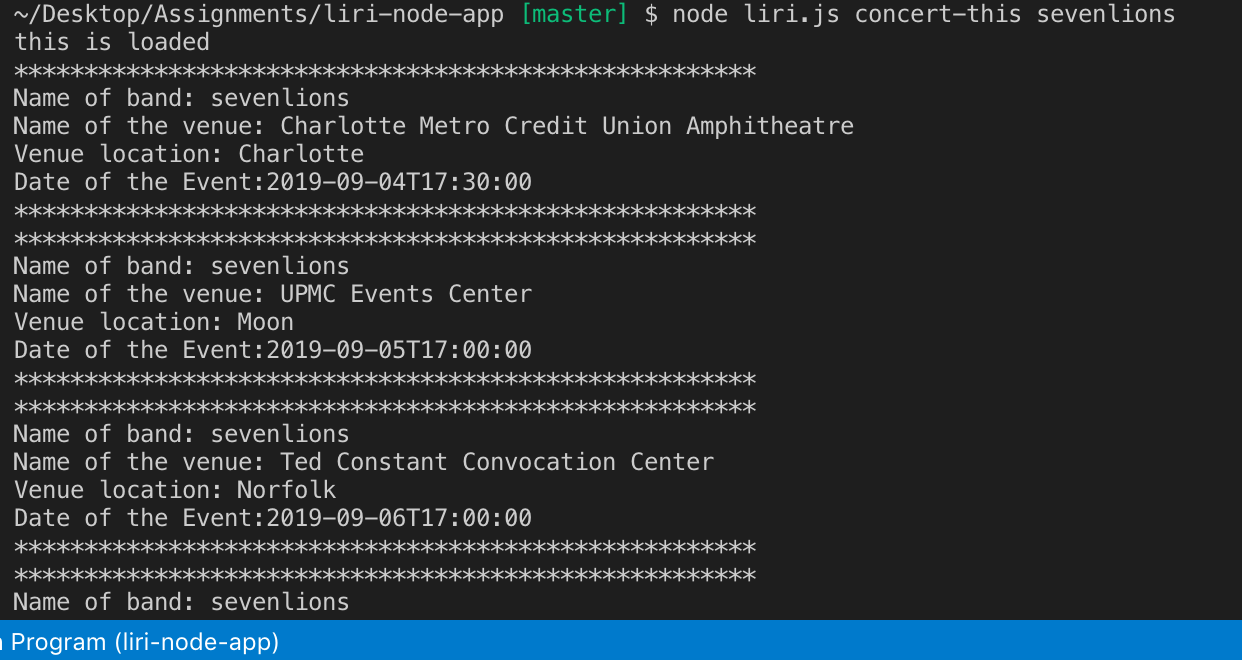 ~/Desktop/Assignments/liri-node-app [master] $ node liri.js concert-this sevenlions
this is loaded
*****************************************************
Name of band: sevenlions
Name of the venue: Charlotte Metro Credit Union Amphitheatre
Venue location: Charlotte
Date of the Event:2019-09-04T17:30:00
*****************************************************
*****************************************************
Name of band: sevenlions
Name of the venue: UPMC Events Center
Venue location: Moon
Date of the Event:2019-09-05T17:00:00
*****************************************************
*****************************************************
Name of band: sevenlions
Name of the venue: Ted Constant Convocation Center
Venue location: Norfolk
Date of the Event:2019-09-06T17:00:00
*****************************************************
*****************************************************
Name of band: sevenlions
Program (liri-node-app)